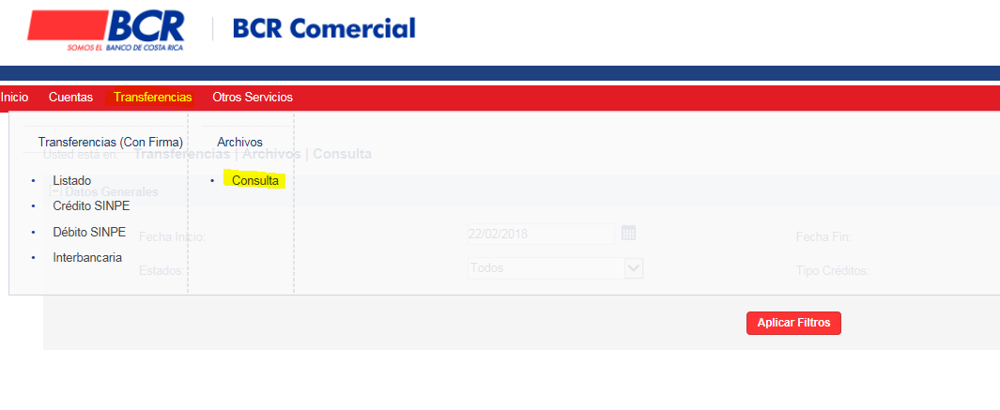 BCR
SOMOS EL BANCO DE COSTA RICA
BCR Comercial
Inicio Cuentas Transferencias Otros Servicios
Transferencias (Con Firma) Archivos
Usted está en: Transferencias | Archivos | Consulta
Listado Consulta
Datos Generales
Crédito SINPE
Débito SINPE
Fecha Inicio: 22/02/2018 Fecha Fin:
Interbancaria
Estados: Todos Tipo Créditos:
Aplicar Filtros